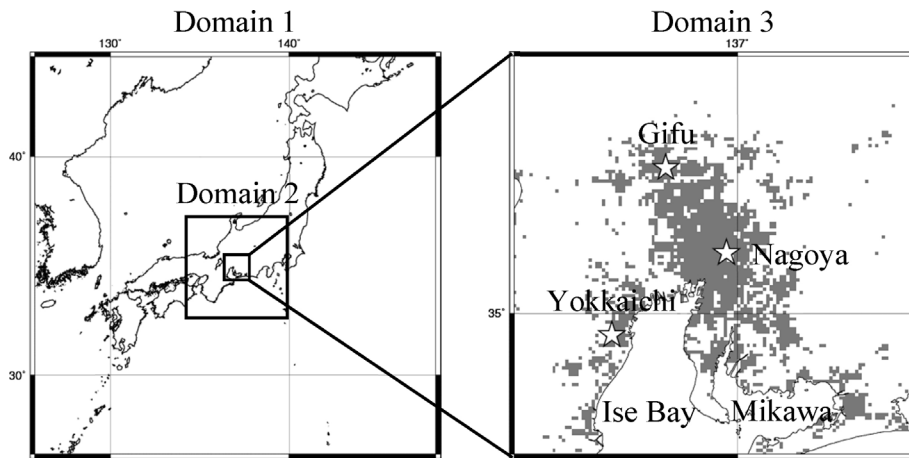 Domain 1
Domain 3
130°
140°
137°
40°
Gifu
Domain 2
Nagoya
Yokkaichi
35°
30°
Ise Bay
Mikawa